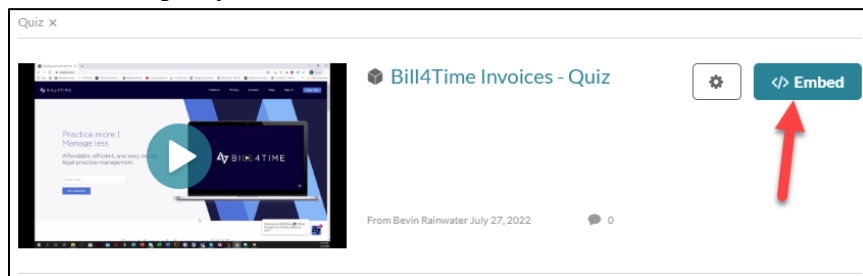 Quiz ×
Bill4Time Invoices - Quiz
</> Embed
BILL4TIME
Practice more |
Manage less
Affordable, efficient, and easy to use
legal practice management
BILL4TIME
From Bevin Rainwater July 27, 2022
0